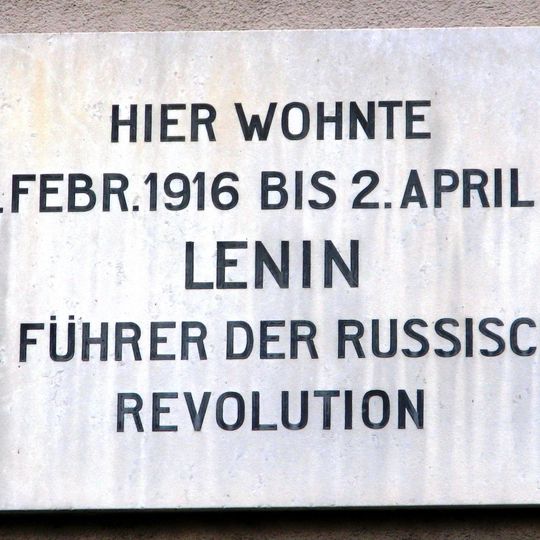 HIER WOHNTE
.FEBR.1916 BIS 2.APRIL
LENIN
FÜHRER DER RUSSISC
REVOLUTION